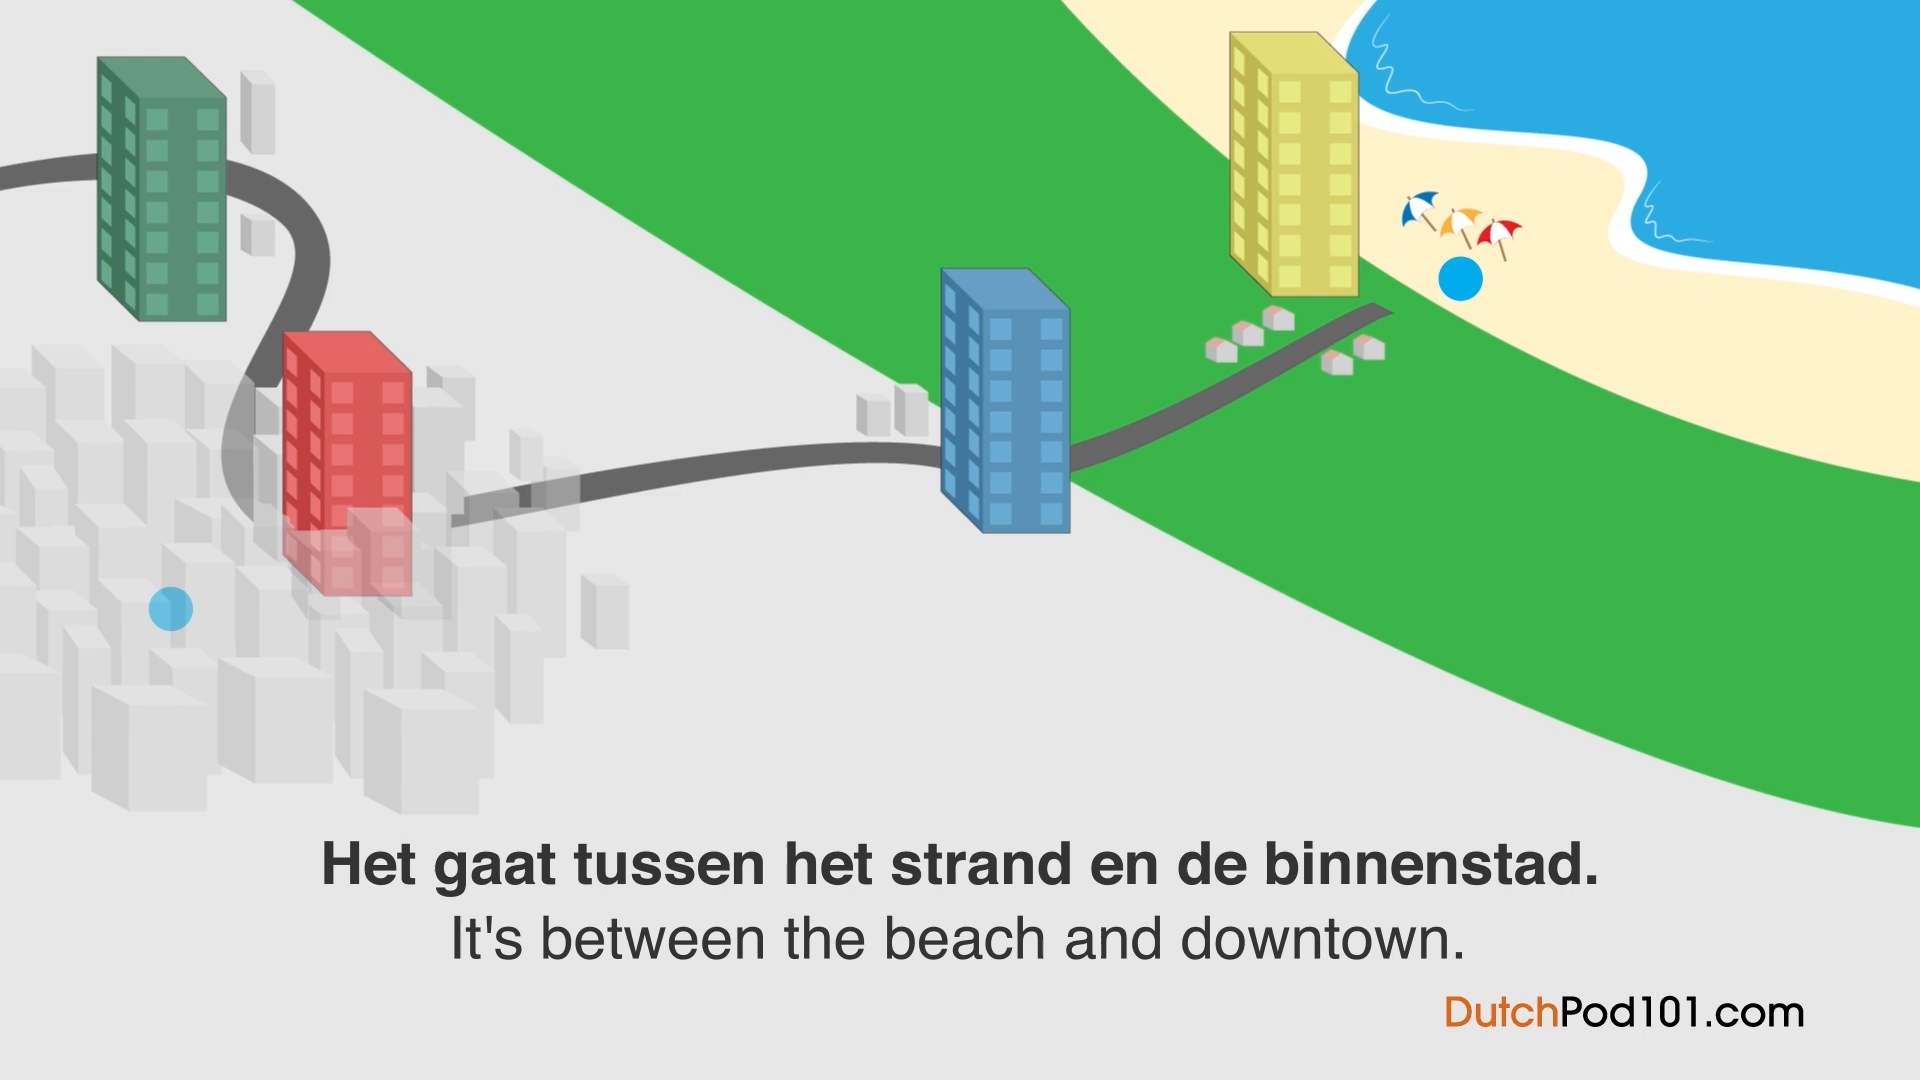 Het gaat tussen het strand en de binnenstad.
It's between the beach and downtown.
DutchPod101.com